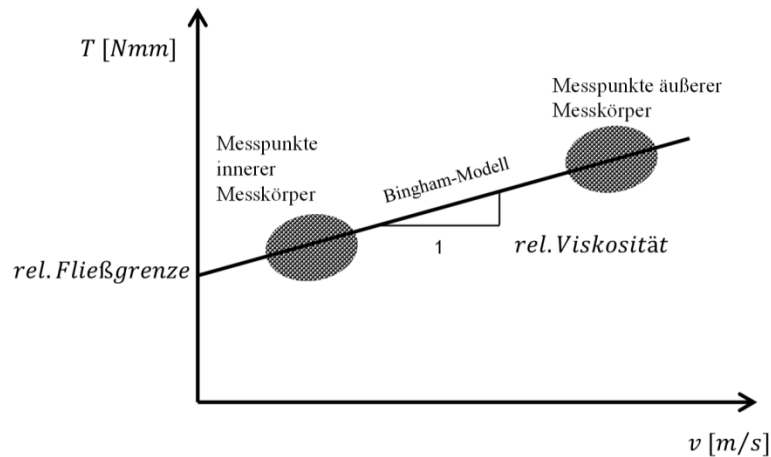 T [Nmm]
Messpunkte äußerer
Messkörper
Messpunkte
innerer
Messkörper
Bingham-Modell
1
rel.Viskosität
rel.Fließgrenze
v [m/s]